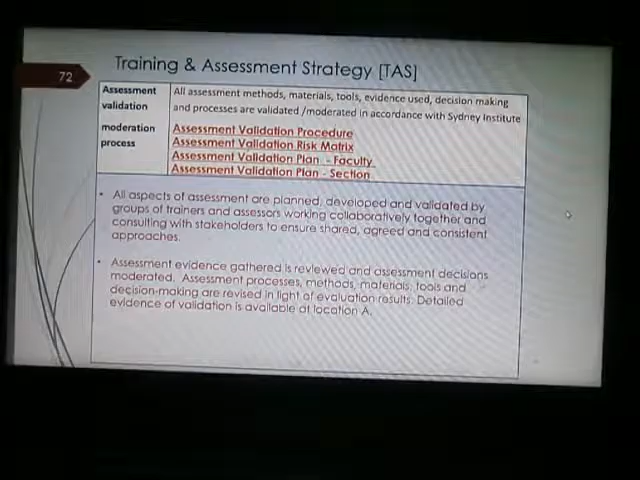 72
Training & Assessment Strategy [TAS]
Assessment
validation
moderation
process
All assessment methods, materials, tools, evidence used, decision making
and processes are validated /moderated in accordance with Sydney Institute
Assessment Validation Procedure
Assessment Validation Risk Matrix
Assessment Validation Plan - Faculty
Assessment Validation Plan - Section
• All aspects of assessment are planned, developed and validated by
groups of trainers and assessors working collaboratively together and
consulting with stakeholders to ensure shared, agreed and consistent
approaches.
• Assessment evidence gathered is reviewed and assessment decisions
moderated. Assessment processes, methods, materials, tools and
decision-making are revised in light of evaluation results. Detailed
evidence of validation is available at location A.